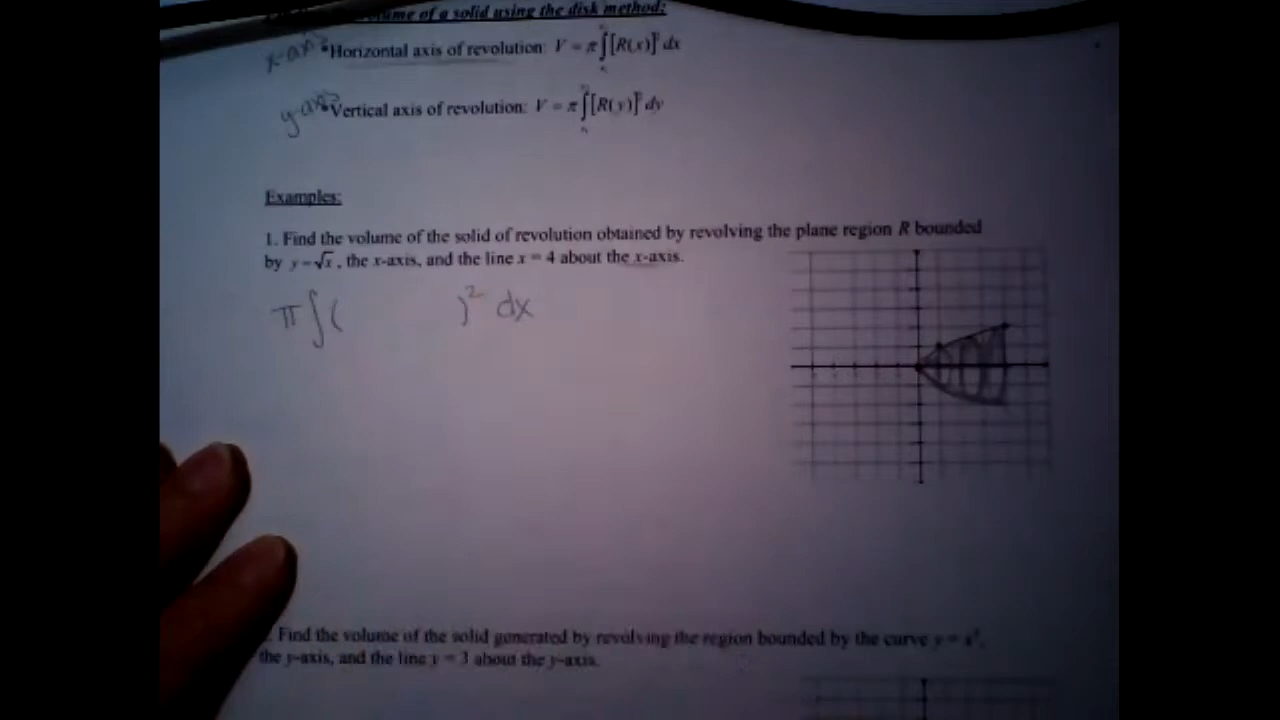 volume of a solid using the disk method:
x-axis •Horizontal axis of revolution: V = π∫[R(x)]² dx
y-axis •Vertical axis of revolution: V = π∫[R(y)]² dy
Examples:
1. Find the volume of the solid of revolution obtained by revolving the plane region R bounded
by y = √x, the x-axis, and the line x = 4 about the x-axis.
π∫( )² dx
Find the volume of the solid generated by revolving the region bounded by the curve y =
the y-axis, and the line y = 3 about the y-axis.